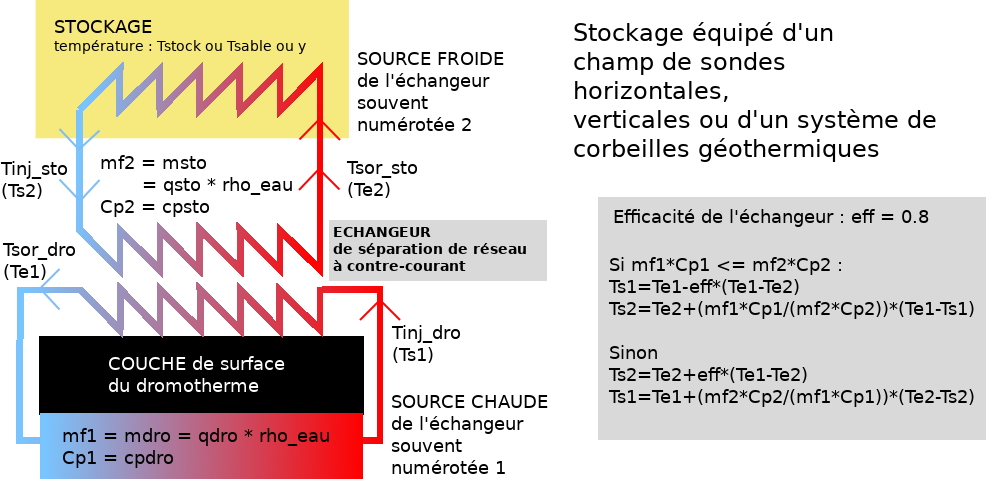 STOCKAGE
température : Tstock ou Tsable ou y
SOURCE FROIDE
de l'échangeur
souvent
numérotée 2
Tinj_sto
(Ts2)
mf2 = msto
= qsto * rho_eau
Cp2 = cpsto
Tsor_sto
(Te2)
ECHANGEUR
de séparation de réseau
à contre-courant
Tsor_dro
(Te1)
Tinj_dro
(Ts1)
COUCHE de surface
du dromotherme
SOURCE CHAUDE
de l'échangeur
souvent
numérotée 1
mf1 = mdro = qdro * rho_eau
Cp1 = cpdro
Stockage équipé d'un
champ de sondes
horizontales,
verticales ou d'un système de
corbeilles géothermiques
Efficacité de l'échangeur : eff = 0.8
Si mf1*Cp1 <= mf2*Cp2 :
Ts1=Te1-eff*(Te1-Te2)
Ts2=Te2+(mf1*Cp1/(mf2*Cp2))*(Te1-Ts1)
Sinon
Ts2=Te2+eff*(Te1-Te2)
Ts1=Te1+(mf2*Cp2/(mf1*Cp1))*(Te2-Ts2)